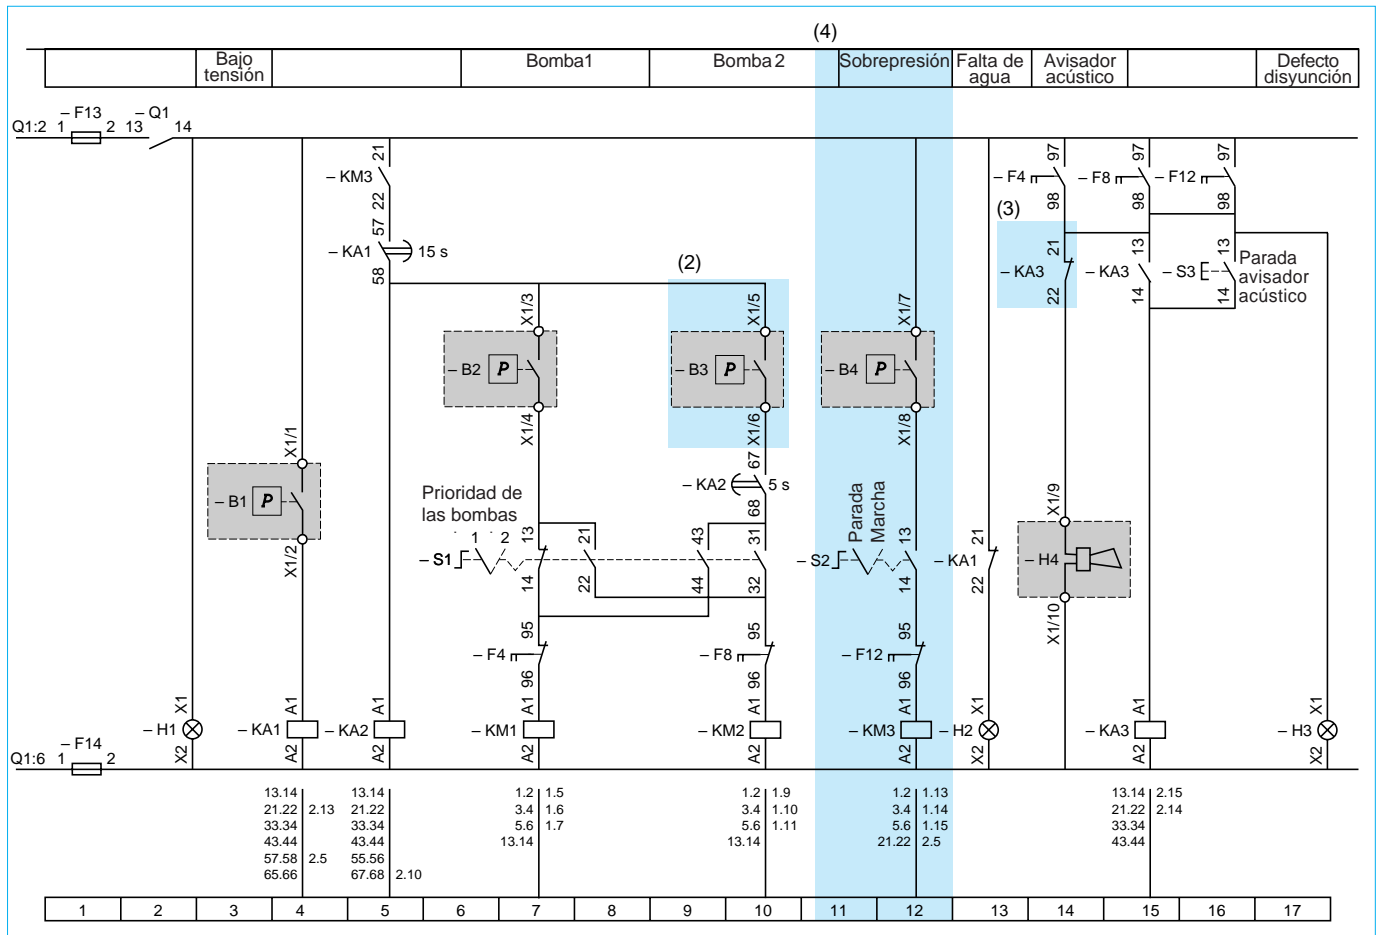 (4)
Bajo tensión
Bomba1
Bomba 2
Sobrepresión
Falta de agua
Avisador acústico
Defecto disyunción
– F13
– Q1
Q1:2 1 2 13 14
21
– KM3
22
57
– KA1 15 s
58
97
– F4
98
97
– F8
98
97
– F12
98
(3)
21
– KA3
22
13
– KA3
14
13
– S3
14
Parada
avisador
acústico
(2)
X1/3
– B2 P
X1/4
X1/5
– B3 P
X1/6
X1/7
– B4 P
X1/8
X1/1
– B1 P
X1/2
67
– KA2 5 s
68
Prioridad de
las bombas
1 2
– S1
13
14
21
22
43
44
31
32
Parada
Marcha
– S2
13
14
21
– KA1
22
X1/9
– H4
X1/10
95
– F4
96
95
– F8
96
95
– F12
96
X1
– H1
X2
A1
– KA1
A2
A1
– KA2
A2
A1
– KM1
A2
A1
– KM2
A2
A1
– KM3
A2
X1
– H2
X2
A1
– KA3
A2
X1
– H3
X2
– F14
Q1:6 1 2
13.14
21.22 2.13
33.34
43.44
57.58 2.5
65.66
13.14
21.22
33.34
43.44
55.56
67.68 2.10
1.2 1.5
3.4 1.6
5.6 1.7
13.14
1.2 1.9
3.4 1.10
5.6 1.11
13.14
1.2 1.13
3.4 1.14
5.6 1.15
21.22 2.5
13.14 2.15
21.22 2.14
33.34
43.44
1 2 3 4 5 6 7 8 9 10 11 12 13 14 15 16 17